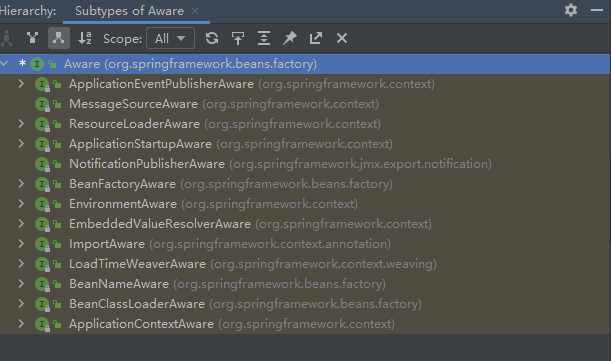 Hierarchy: Subtypes of Aware
Scope: All
* Aware (org.springframework.beans.factory)
ApplicationEventPublisherAware (org.springframework.context)
MessageSourceAware (org.springframework.context)
ResourceLoaderAware (org.springframework.context)
ApplicationStartupAware (org.springframework.context)
NotificationPublisherAware (org.springframework.jmx.export.notification)
BeanFactoryAware (org.springframework.beans.factory)
EnvironmentAware (org.springframework.context)
EmbeddedValueResolverAware (org.springframework.context)
ImportAware (org.springframework.context.annotation)
LoadTimeWeaverAware (org.springframework.context.weaving)
BeanNameAware (org.springframework.beans.factory)
BeanClassLoaderAware (org.springframework.beans.factory)
ApplicationContextAware (org.springframework.context)